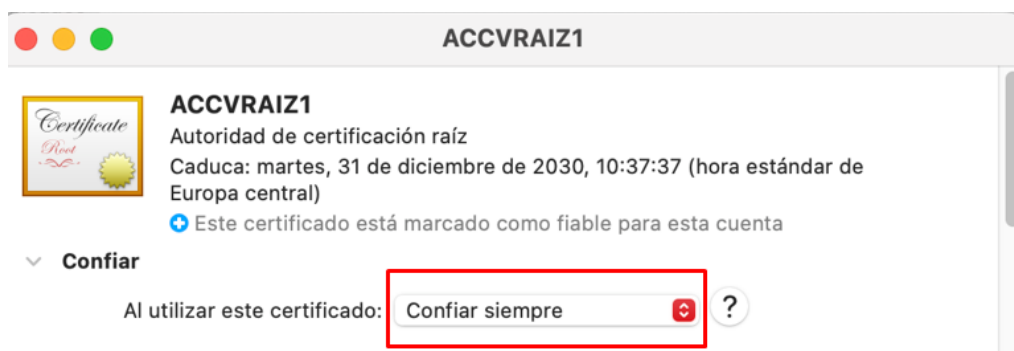 ACCVRAIZ1
Certificate
Root
ACCVRAIZ1
Autoridad de certificación raíz
Caduca: martes, 31 de diciembre de 2030, 10:37:37 (hora estándar de
Europa central)
Este certificado está marcado como fiable para esta cuenta
Confiar
Al utilizar este certificado: Confiar siempre ?